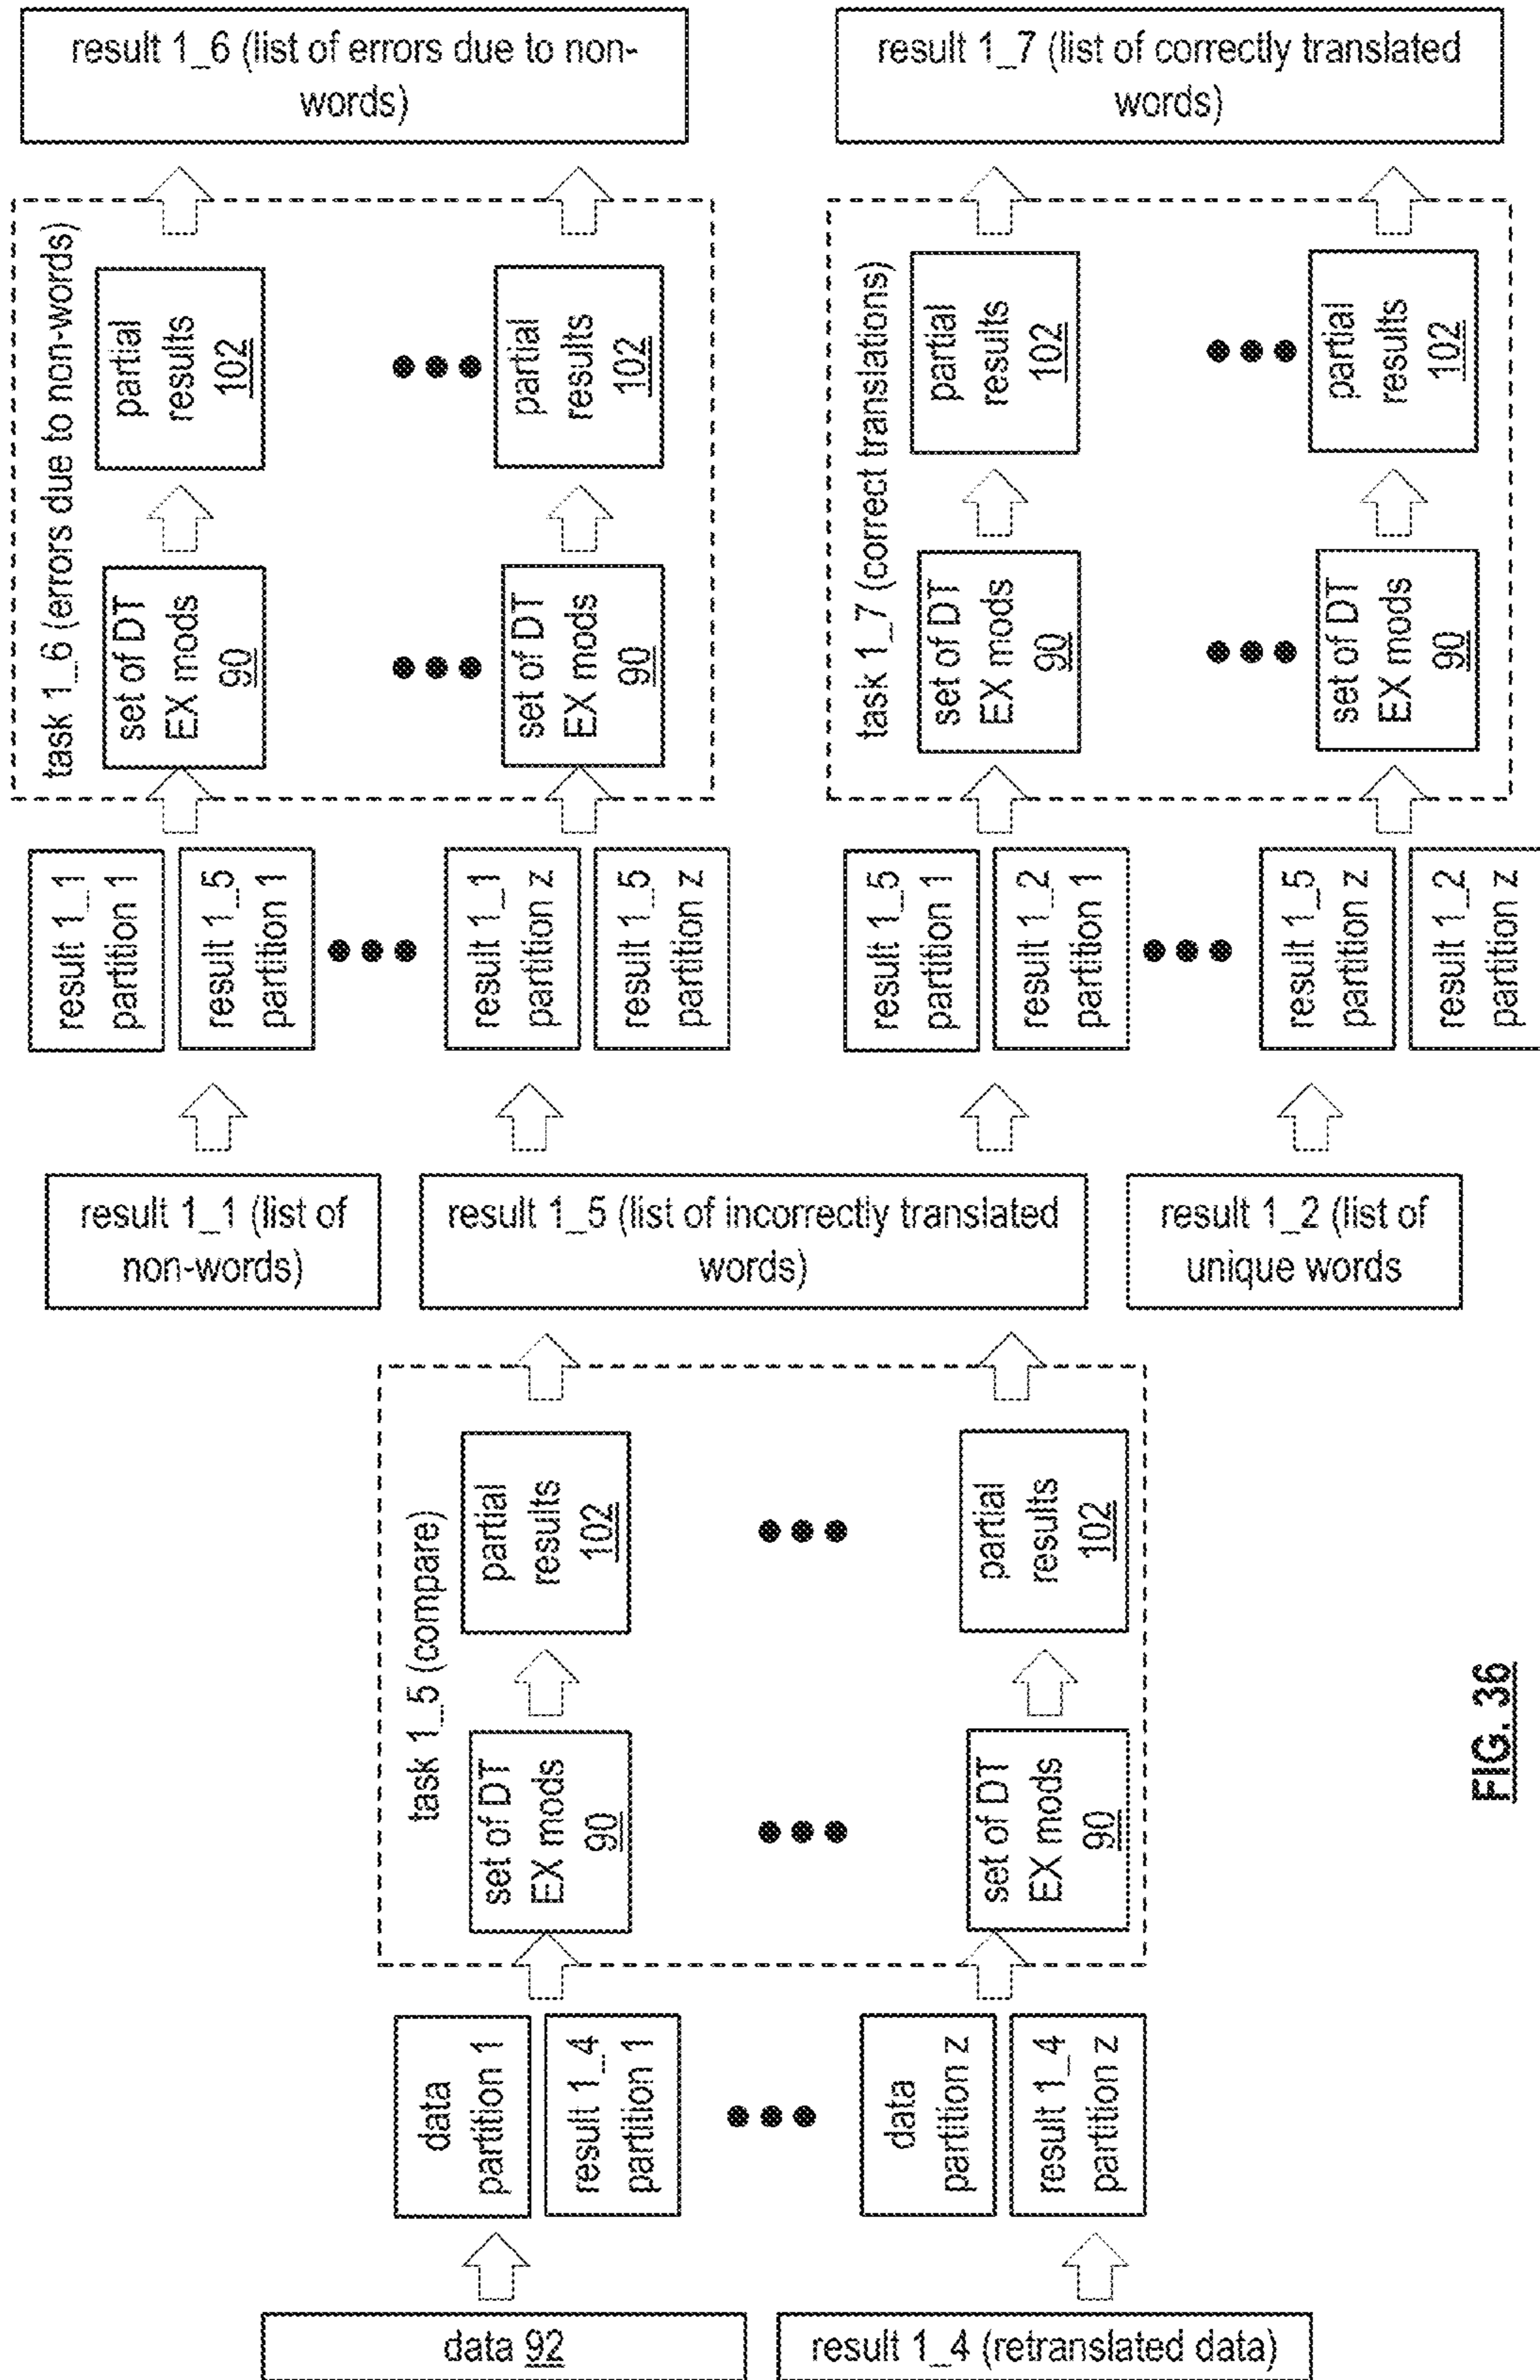 data 92
result 1_4 (retranslated data)
data
partition 1
result 1_4
partition 1
data
partition z
result 1_4
partition z
task 1_5 (compare)
set of DT
EX mods
90
partial
results
102
set of DT
EX mods
90
partial
results
102
result 1_1 (list of
non-words)
result 1_5 (list of incorrectly translated
words)
result 1_2 (list of
unique words
result 1_1
partition 1
result 1_5
partition 1
result 1_1
partition z
result 1_5
partition z
result 1_5
partition 1
result 1_2
partition 1
result 1_5
partition z
result 1_2
partition z
task 1_6 (errors due to non-words)
set of DT
EX mods
90
partial
results
102
set of DT
EX mods
90
partial
results
102
task 1_7 (correct translations)
set of DT
EX mods
90
partial
results
102
set of DT
EX mods
90
partial
results
102
result 1_6 (list of errors due to non-
words)
result 1_7 (list of correctly translated
words)
FIG. 36